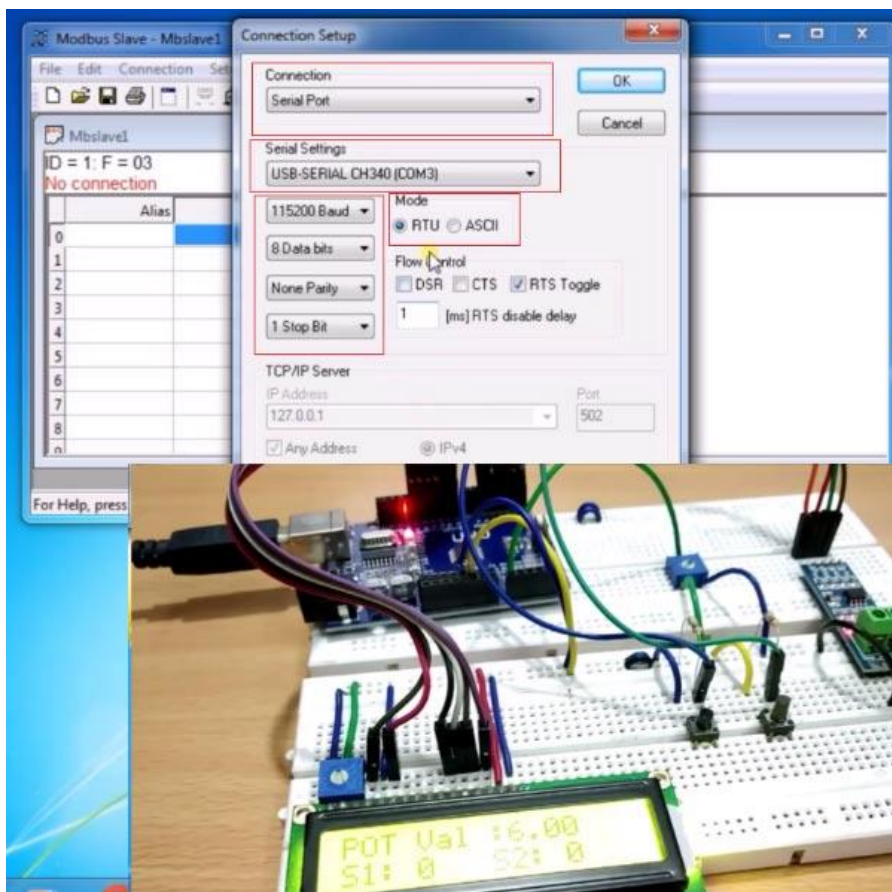 Modbus Slave - Mbslave1
Connection Setup
File Edit Connection
Connection
Serial Port
OK
Cancel
Mbslave1
ID = 1: F = 03
No connection
Serial Settings
USB-SERIAL CH340 (COM3)
Alias
115200 Baud
Mode
RTU ASCII
8 Data bits
Flow Control
DSR CTS RTS Toggle
None Parity
1 [ms] RTS disable delay
1 Stop Bit
0
1
2
3
4
5
6
7
8
TCP/IP Server
IP Address
Port
127.0.0.1
502
Any Address
IPv4
For Help, press
POT Val :6.00
S1: 0 S2: 0